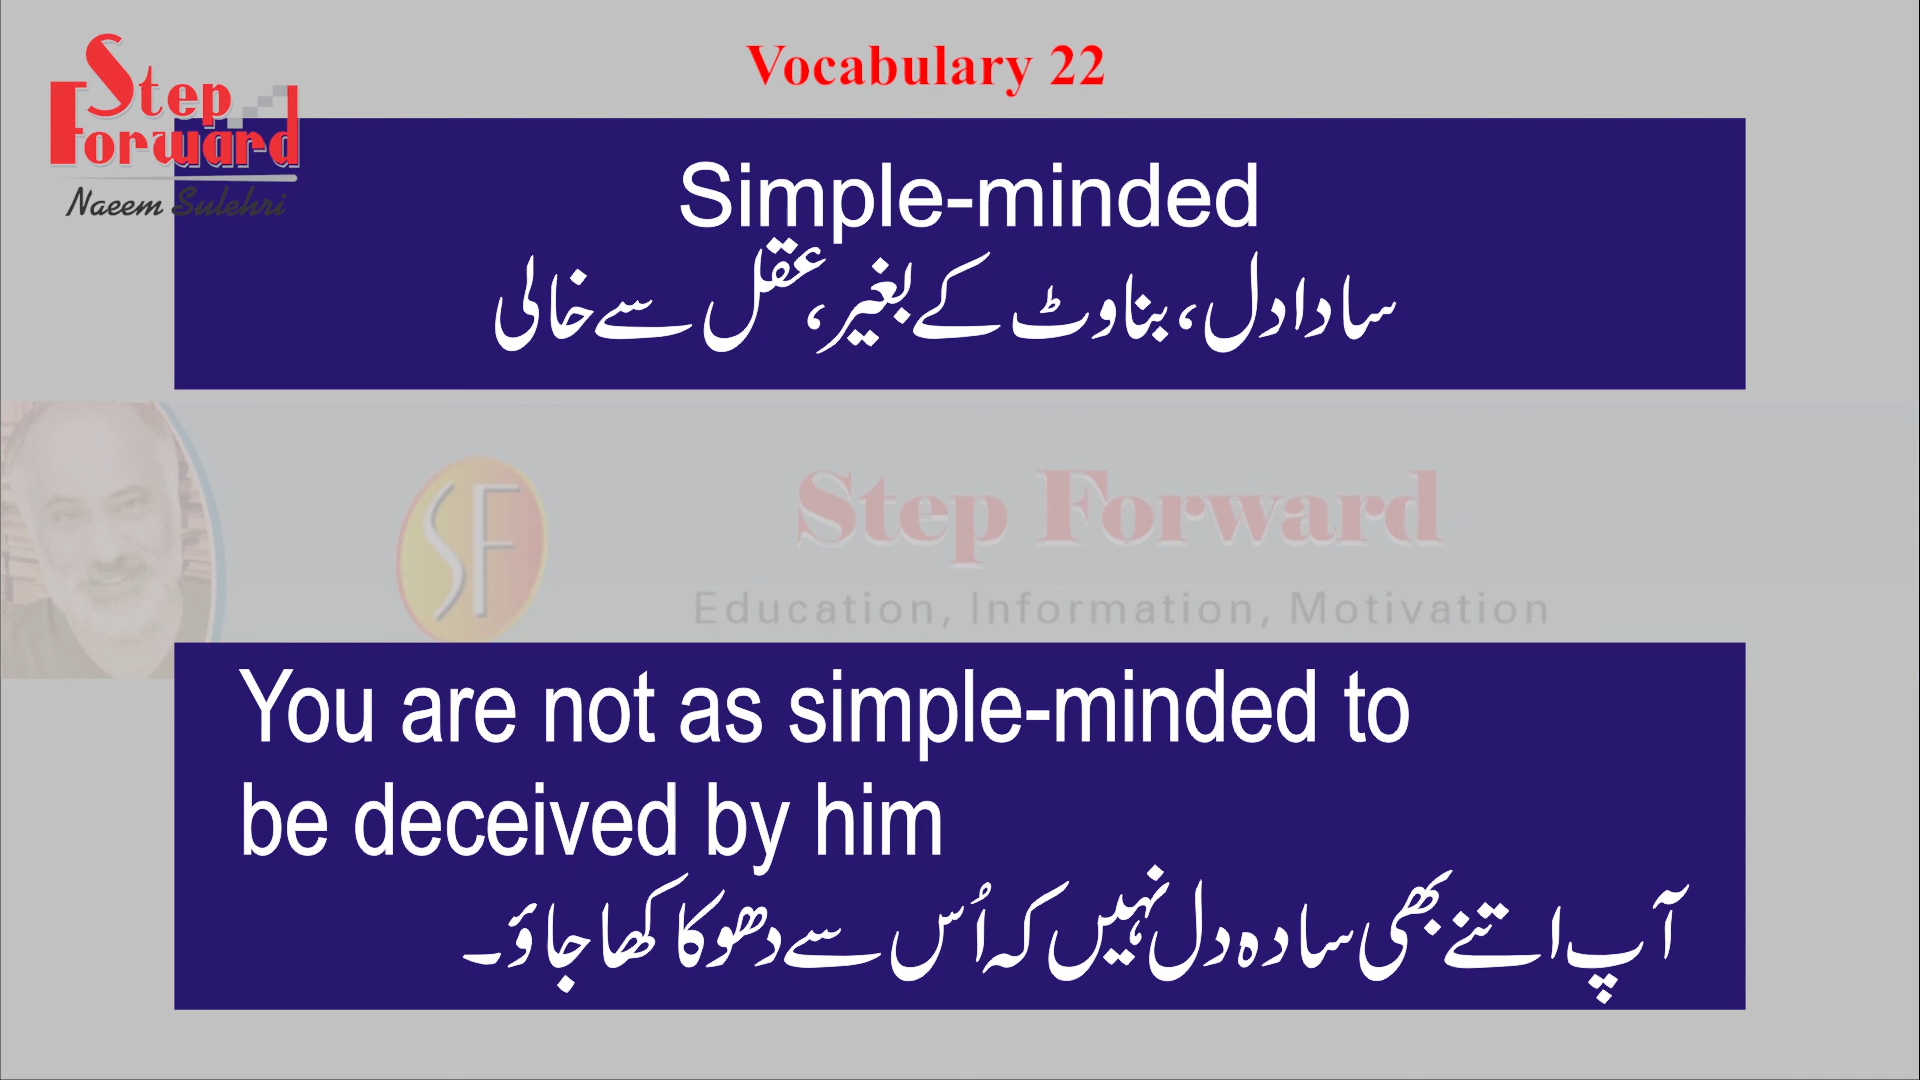 Step
Forward
Naeem Sulehri
Vocabulary 22
Simple-minded
سادا دل، بناوٹ کے بغیر، عقل سے خالی
SF
Step Forward
Education, Information, Motivation
You are not as simple-minded to
be deceived by him
آپ اتنے بھی سادہ دل نہیں کہ اُس سے دھوکا کھا جاؤ۔